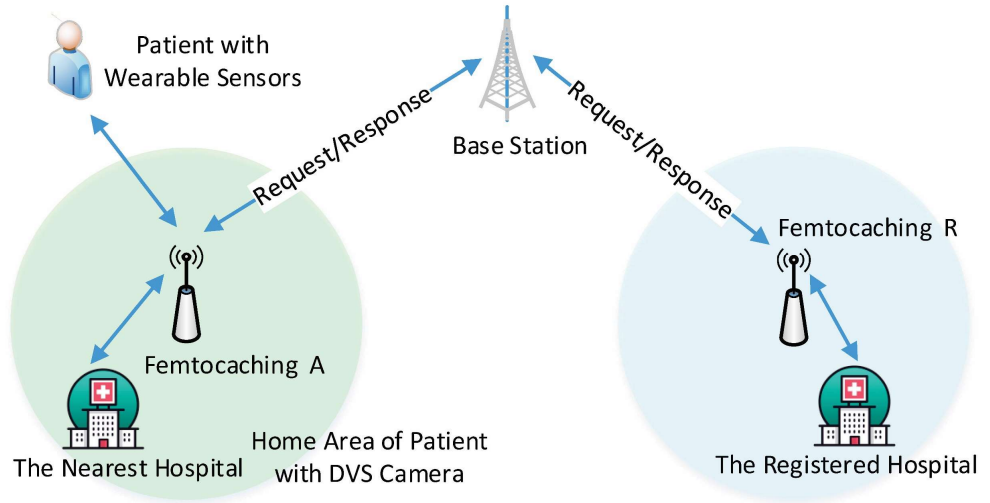 Patient with
Wearable Sensors
Request/Response
Base Station
Request/Response
Femtocaching R
Femtocaching A
The Nearest Hospital
Home Area of Patient
with DVS Camera
The Registered Hospital